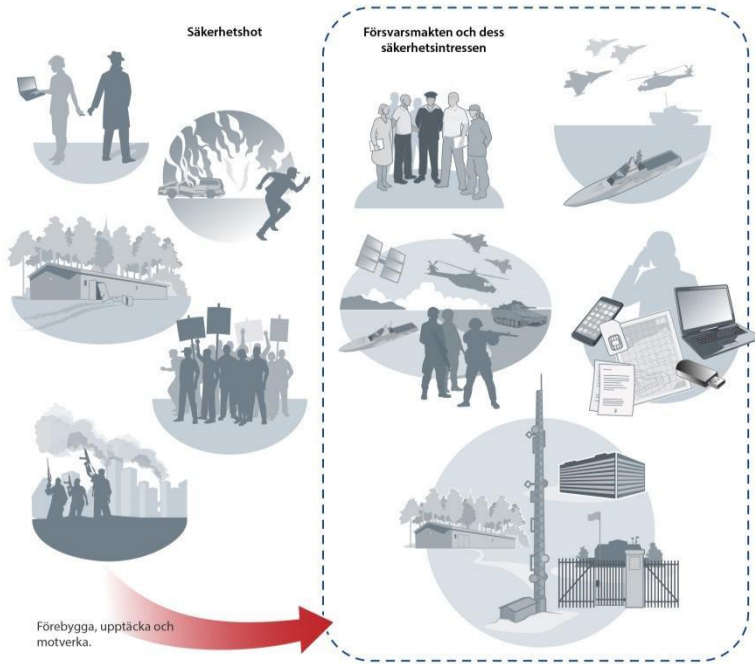 Säkerhetshot
Försvarsmakten och dess
säkerhetsintressen
Förebygga, upptäcka och
motverka.